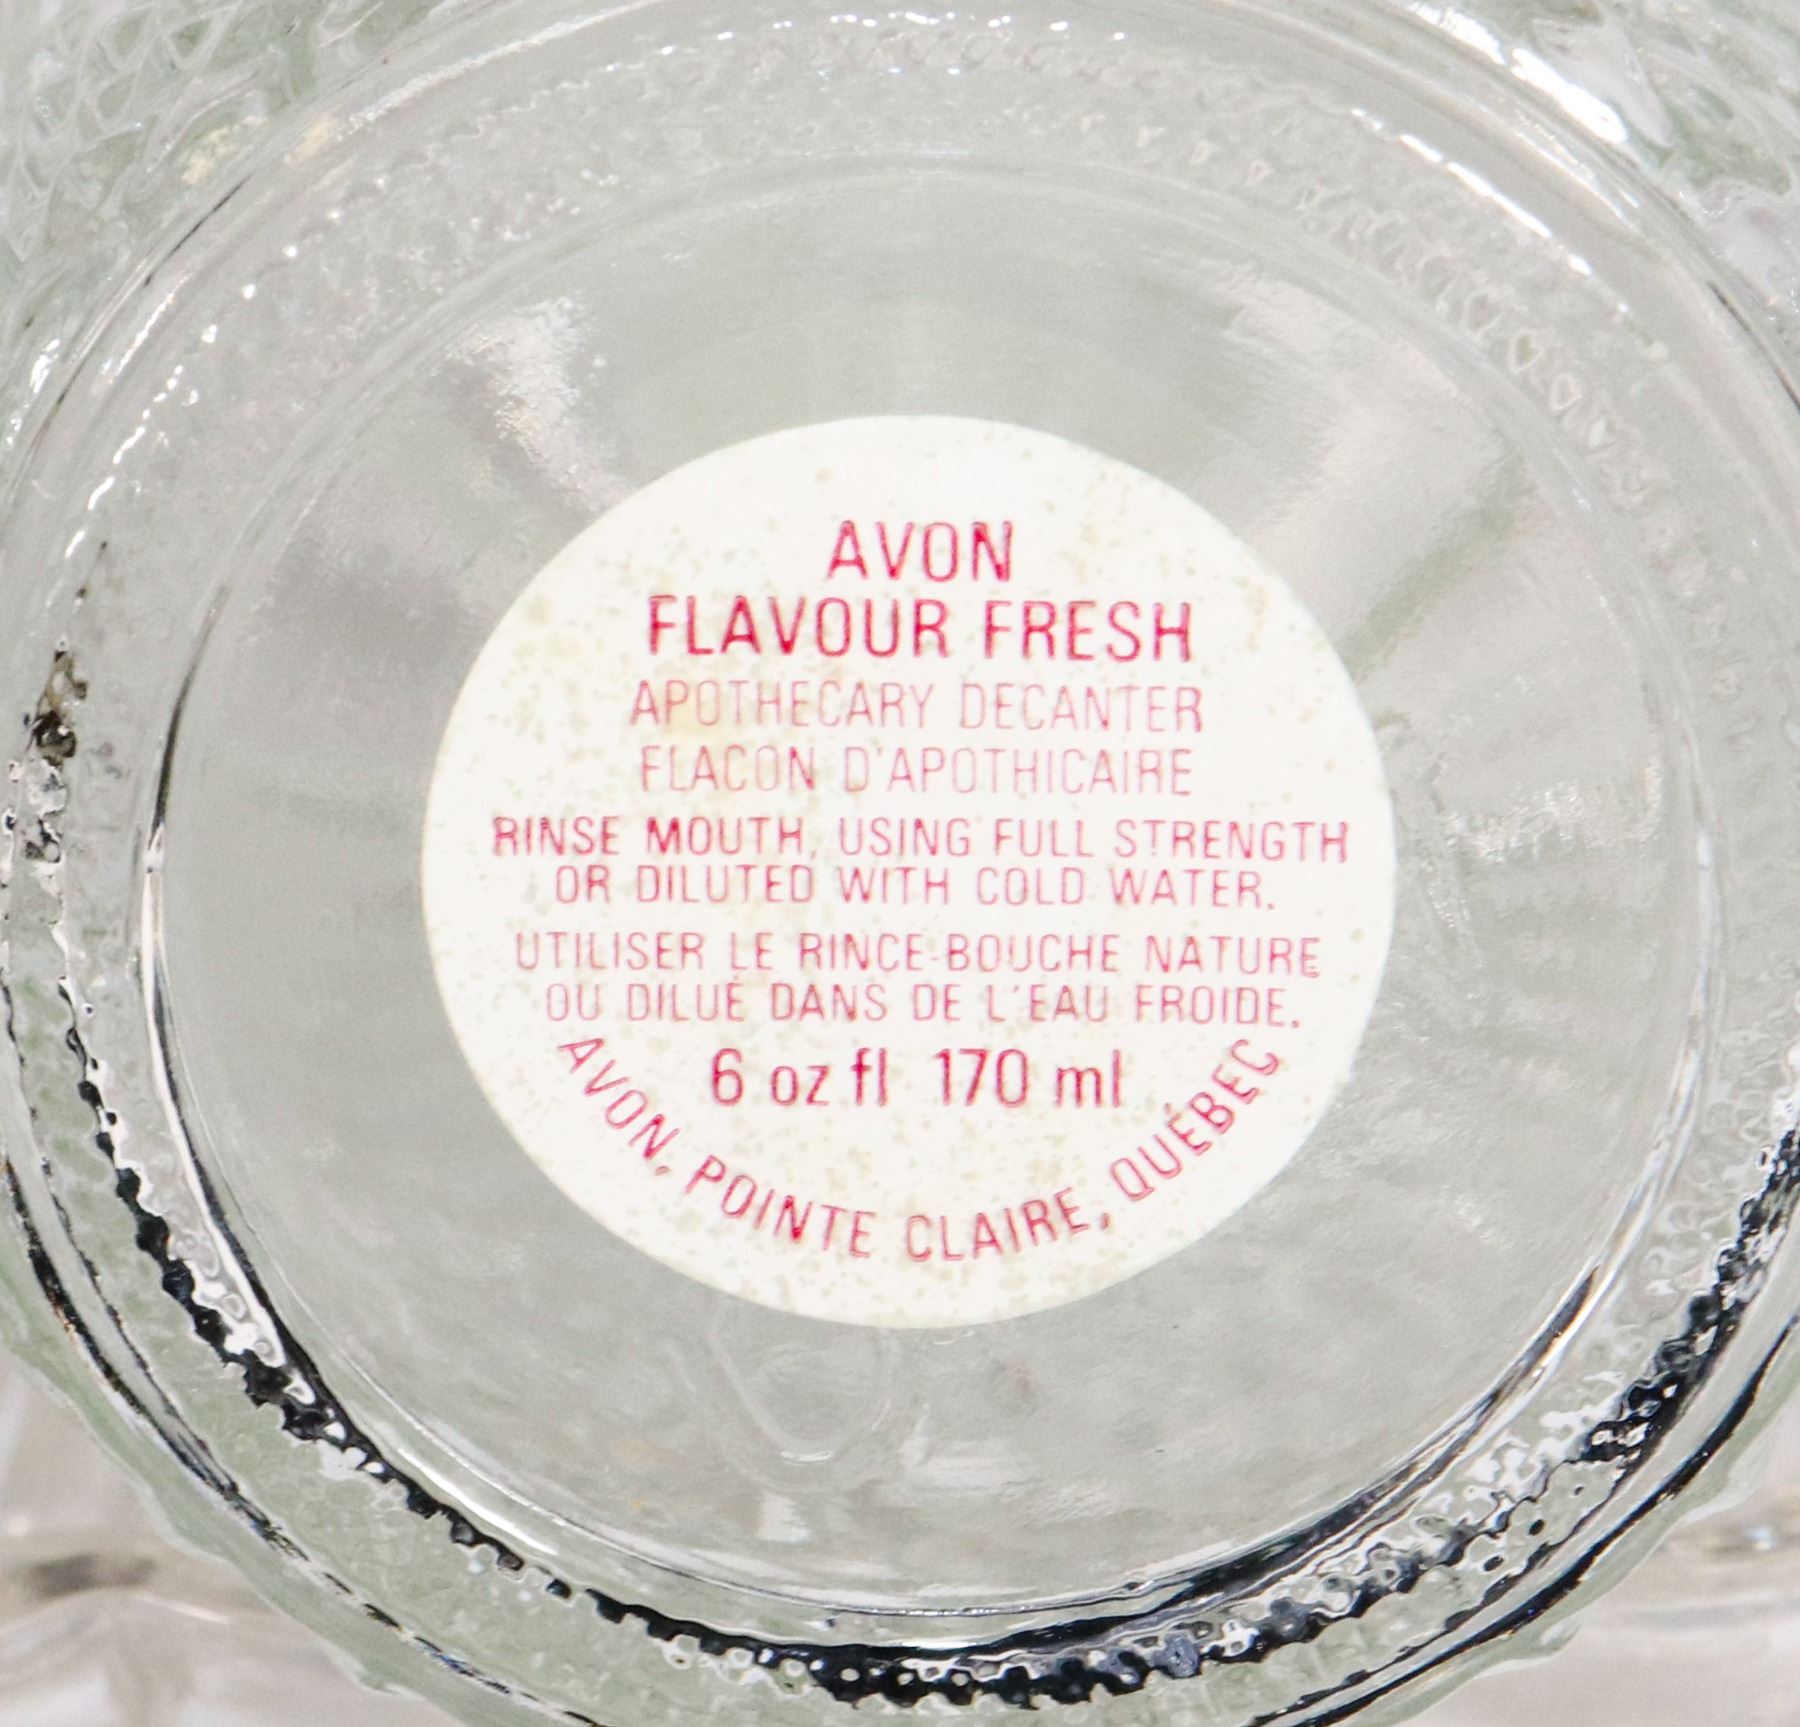 AVON
FLAVOUR FRESH
APOTHECARY DECANTER
FLACON D'APOTHICAIRE
RINSE MOUTH, USING FULL STRENGTH
OR DILUTED WITH COLD WATER.
UTILISER LE RINCE-BOUCHE NATURE
OU DILUÉ DANS DE L'EAU FROIDE.
6 oz fl 170 ml
AVON, POINTE CLAIRE, QUÉBEC